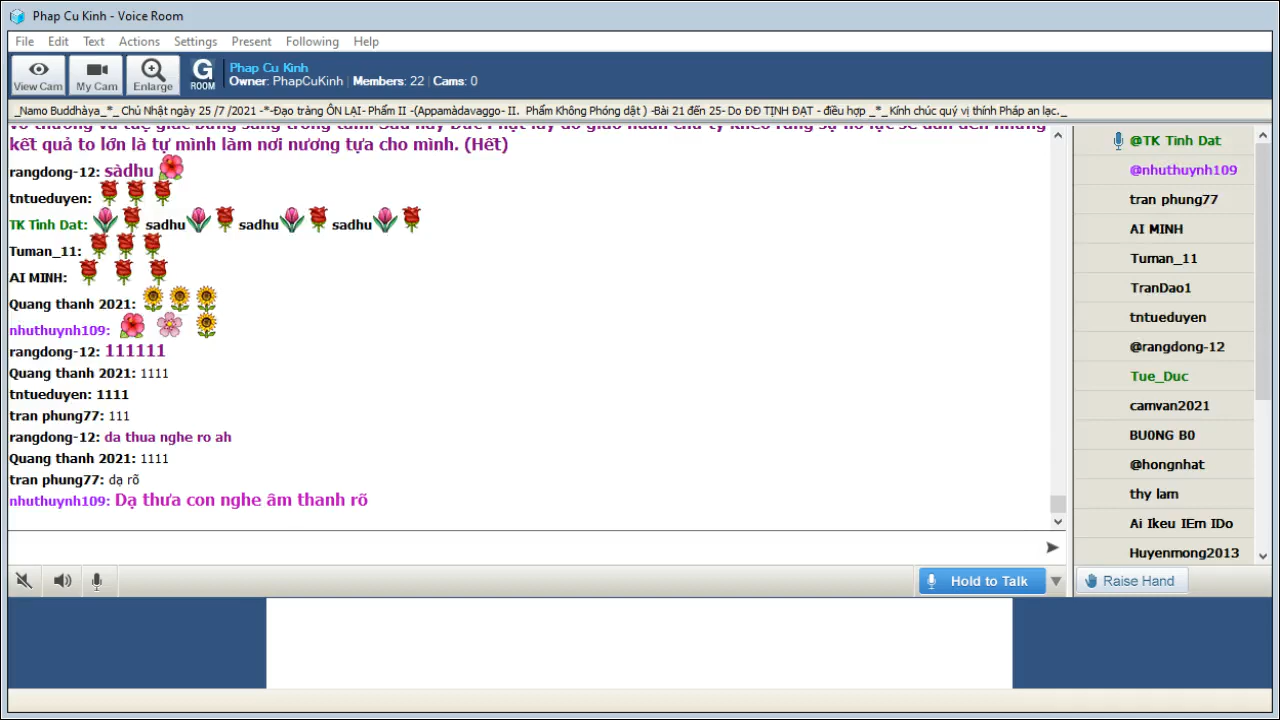 Phap Cu Kinh - Voice Room
File Edit Text Actions Settings Present Following Help
View Cam My Cam Enlarge G ROOM
Phap Cu Kinh
Owner: PhapCuKinh Members: 22 Cams: 0
_Namo Buddhàya_*_ Chủ Nhật ngày 25 /7 /2021 -*-Đạo tràng ÔN LẠI- Phẩm II -(Appamàdavaggo- II. Phẩm Không Phóng dật ) -Bài 21 đến 25- Do ĐĐ TỊNH ĐẠT - điều hợp _*_Kính chúc quý vị thính Pháp an lạc._
kết quả to lớn là tự mình làm nơi nương tựa cho mình. (Hết)
rangdong-12: sàdhu
tntueduyen:
TK Tinh Dat: sadhu sadhu sadhu
Tuman_11:
AI MINH:
Quang thanh 2021:
nhuthuynh109:
rangdong-12: 111111
Quang thanh 2021: 1111
tntueduyen: 1111
tran phung77: 111
rangdong-12: da thua nghe ro ah
Quang thanh 2021: 1111
tran phung77: dạ rõ
nhuthuynh109: Dạ thưa con nghe âm thanh rõ
@TK Tinh Dat
@nhuthuynh109
tran phung77
AI MINH
Tuman_11
TranDao1
tntueduyen
@rangdong-12
Tue_Duc
camvan2021
BU0NG B0
@hongnhat
thy lam
Ai Ikeu IEm IDo
Huyenmong2013
Hold to Talk
Raise Hand